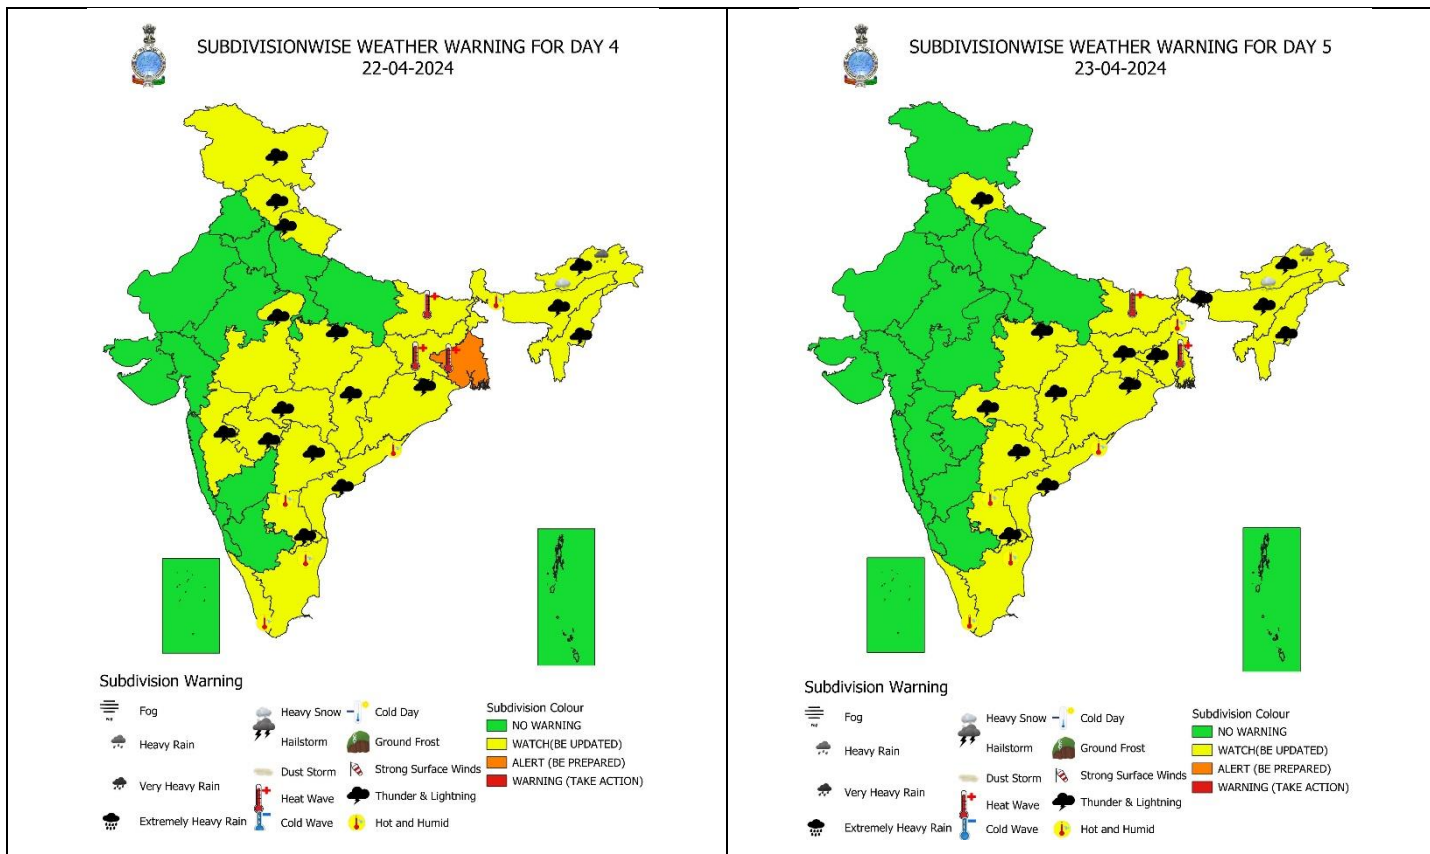 SUBDIVISIONWISE WEATHER WARNING FOR DAY 4
22-04-2024
Subdivision Warning
Fog
Heavy Rain
Very Heavy Rain
Extremely Heavy Rain
Heavy Snow
Hailstorm
Dust Storm
Heat Wave
Cold Wave
Cold Day
Ground Frost
Strong Surface Winds
Thunder & Lightning
Hot and Humid
Subdivision Colour
NO WARNING
WATCH(BE UPDATED)
ALERT (BE PREPARED)
WARNING (TAKE ACTION)
SUBDIVISIONWISE WEATHER WARNING FOR DAY 5
23-04-2024
Subdivision Warning
Fog
Heavy Rain
Very Heavy Rain
Extremely Heavy Rain
Heavy Snow
Hailstorm
Dust Storm
Heat Wave
Cold Wave
Cold Day
Ground Frost
Strong Surface Winds
Thunder & Lightning
Hot and Humid
Subdivision Colour
NO WARNING
WATCH(BE UPDATED)
ALERT (BE PREPARED)
WARNING (TAKE ACTION)